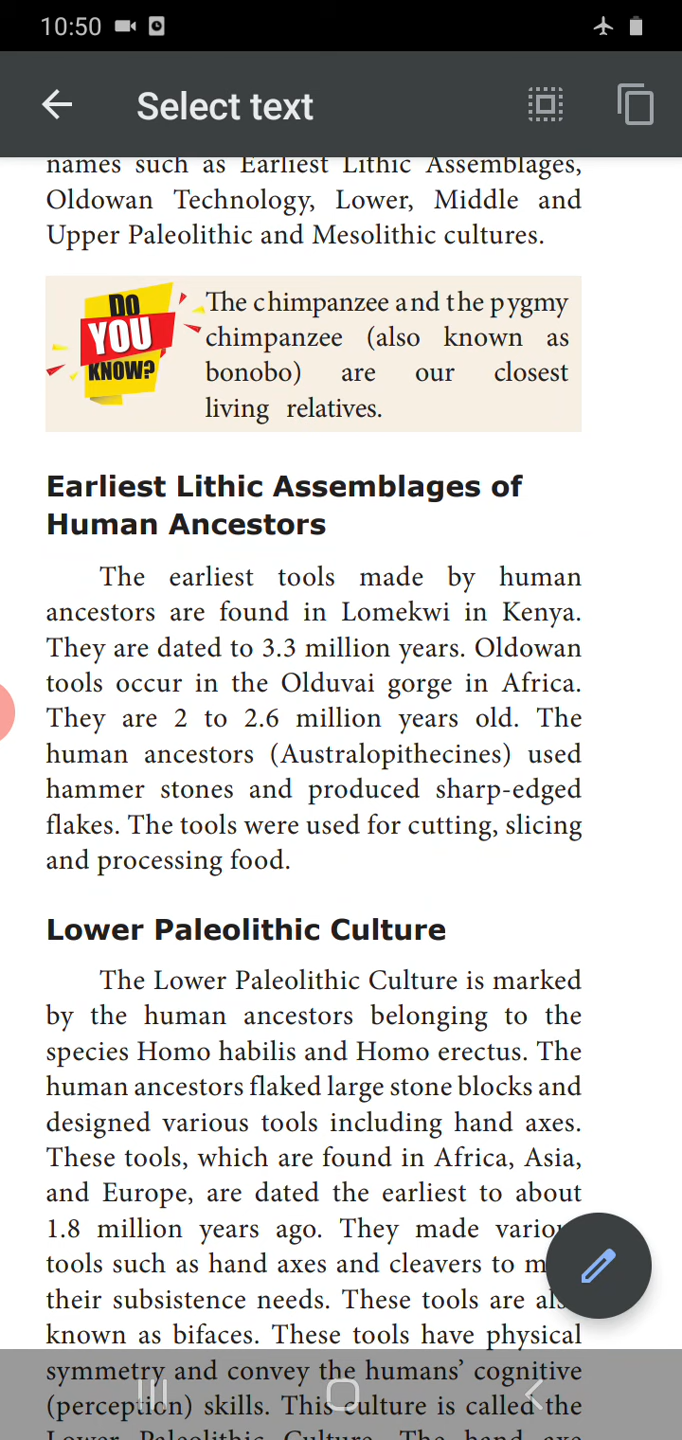 10:50
Select text
names such as Earliest Lithic Assemblages,
Oldowan Technology, Lower, Middle and
Upper Paleolithic and Mesolithic cultures.
DO
YOU
KNOW?
The chimpanzee and the pygmy
chimpanzee (also known as
bonobo) are our closest
living relatives.
Earliest Lithic Assemblages of
Human Ancestors
The earliest tools made by human
ancestors are found in Lomekwi in Kenya.
They are dated to 3.3 million years. Oldowan
tools occur in the Olduvai gorge in Africa.
They are 2 to 2.6 million years old. The
human ancestors (Australopithecines) used
hammer stones and produced sharp-edged
flakes. The tools were used for cutting, slicing
and processing food.
Lower Paleolithic Culture
The Lower Paleolithic Culture is marked
by the human ancestors belonging to the
species Homo habilis and Homo erectus. The
human ancestors flaked large stone blocks and
designed various tools including hand axes.
These tools, which are found in Africa, Asia,
and Europe, are dated the earliest to about
1.8 million years ago. They made
tools such as hand axes and cleavers to
their subsistence needs. These tools are
known as bifaces. These tools have physical
symmetry and convey the humans' cognitive
(perception) skills. This culture is called the
Lower Paleolithic Culture. The hand axe